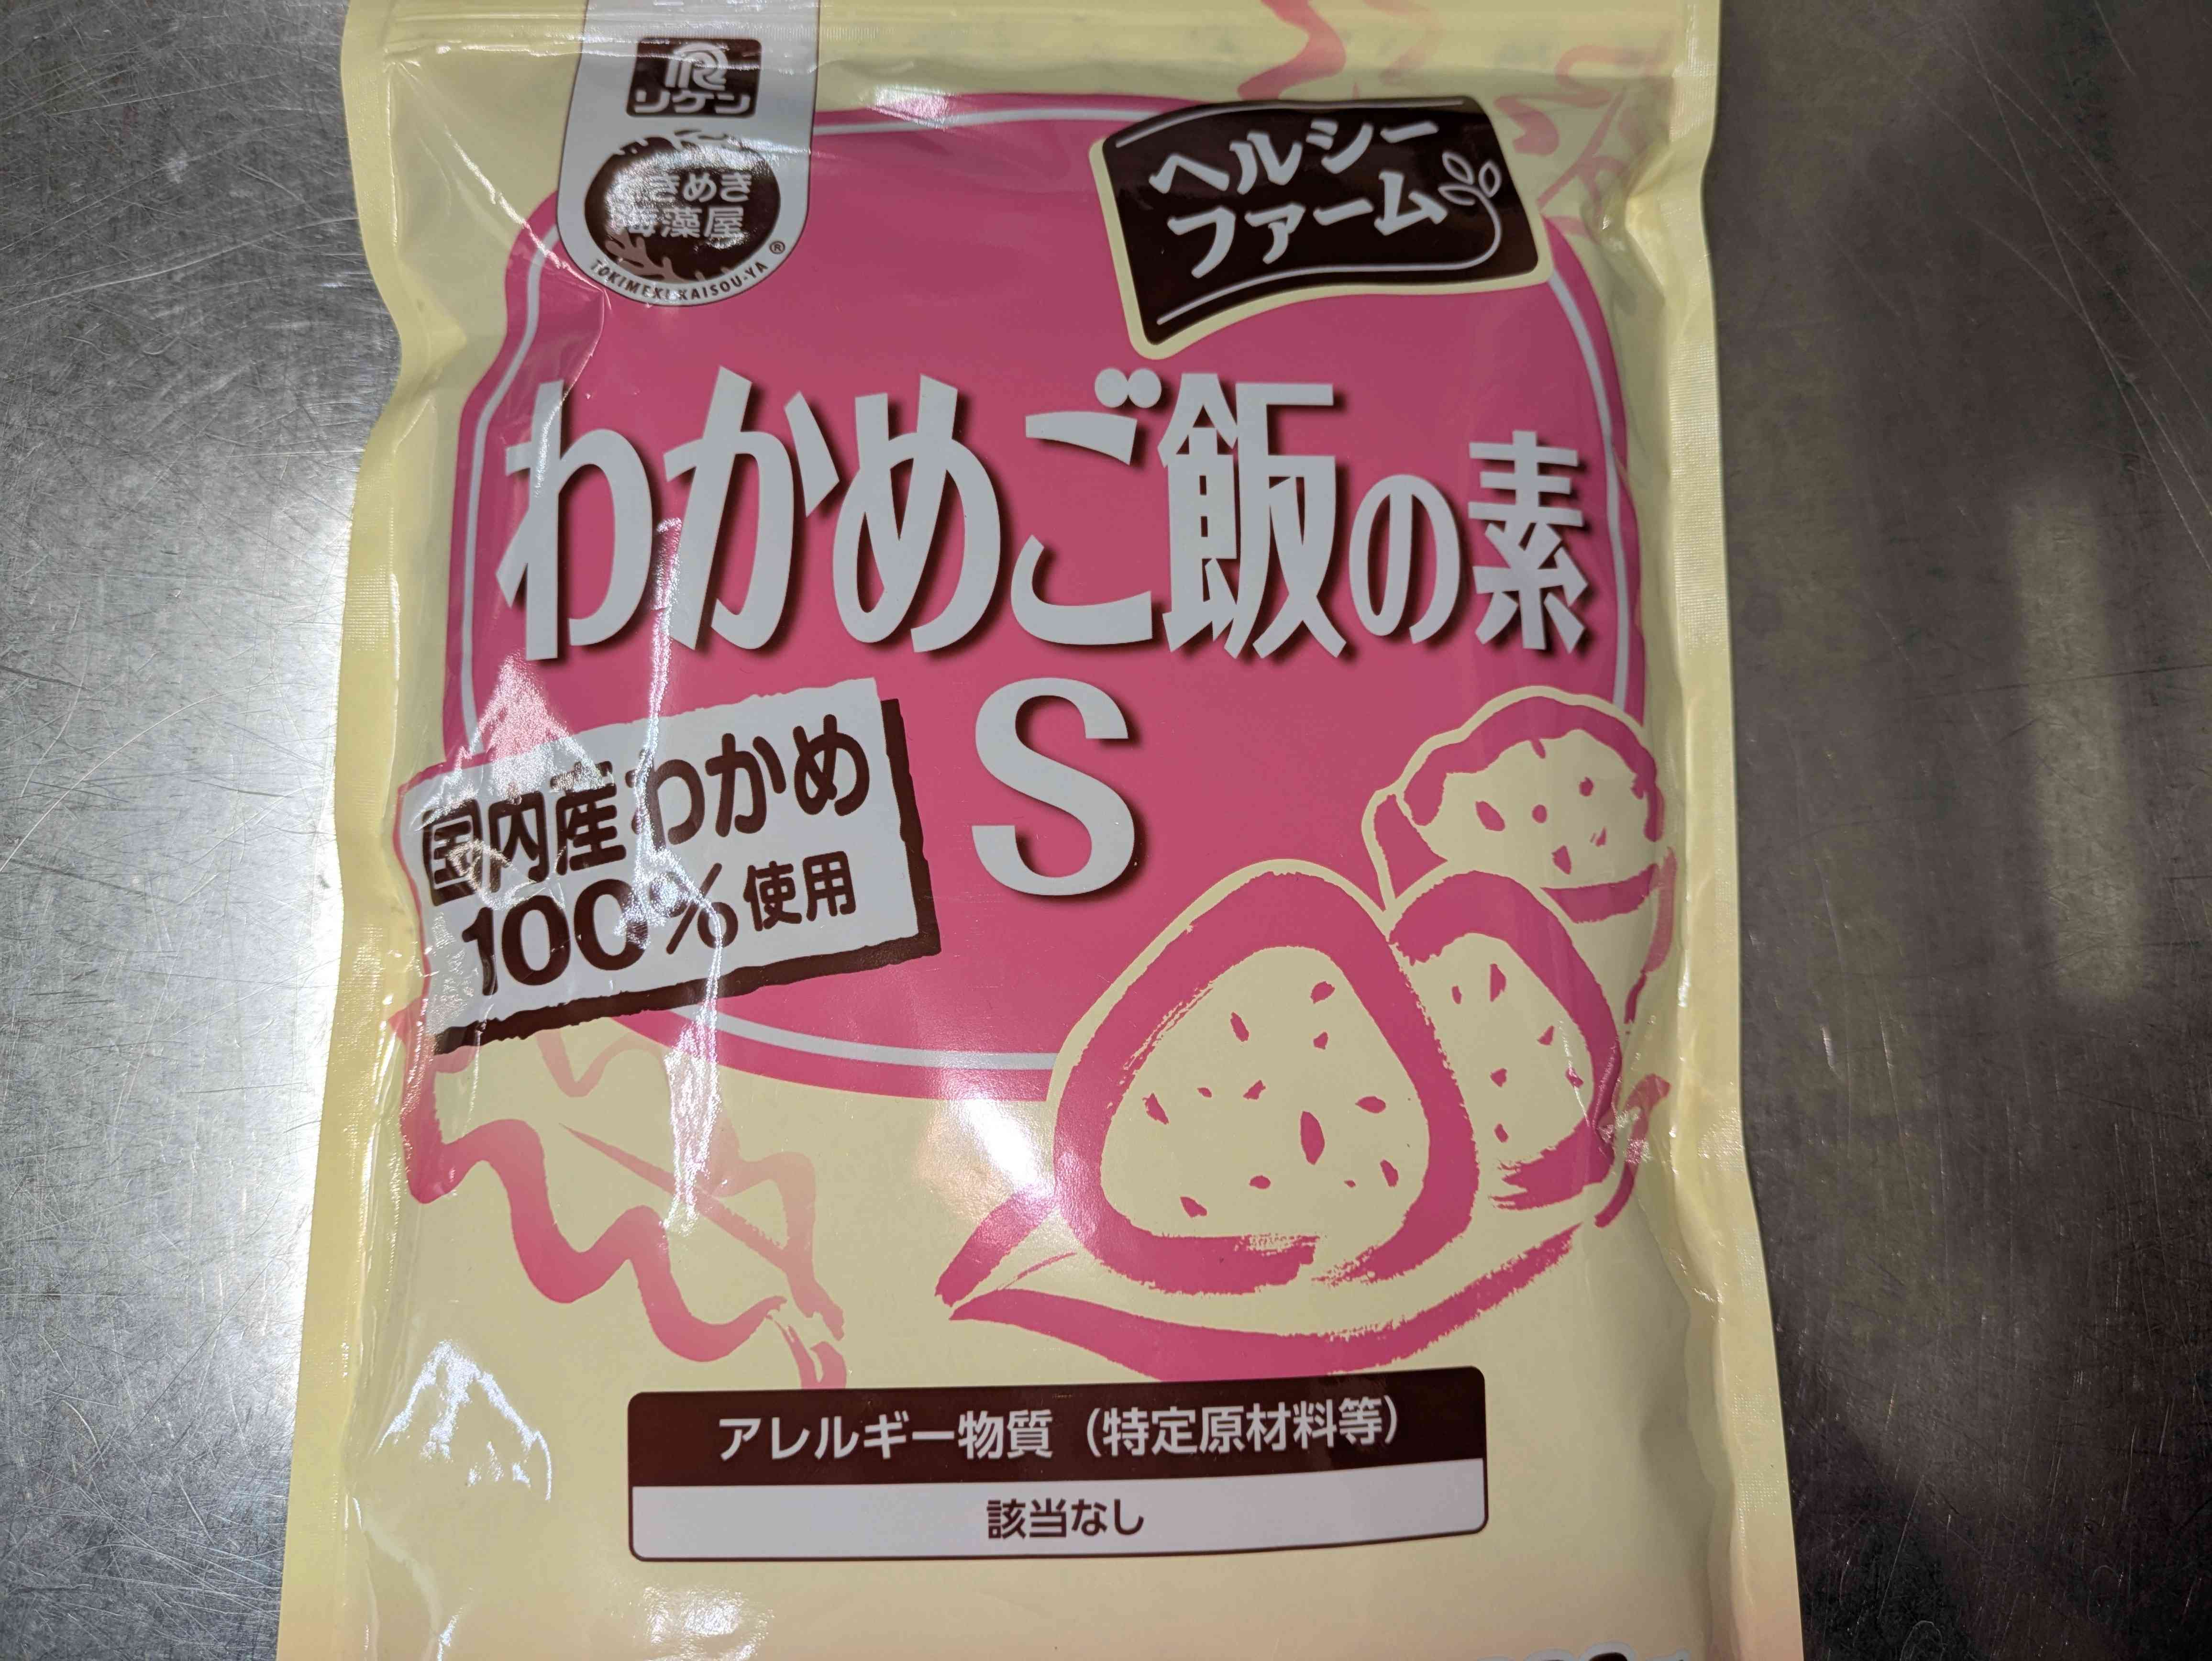 リケン
ときめき
海藻屋
TOKIMEKI KAISOU-YA ®
ヘルシー
ファーム
わかめご飯の素
S
国内産わかめ
100%使用
アレルギー物質（特定原材料等）
該当なし